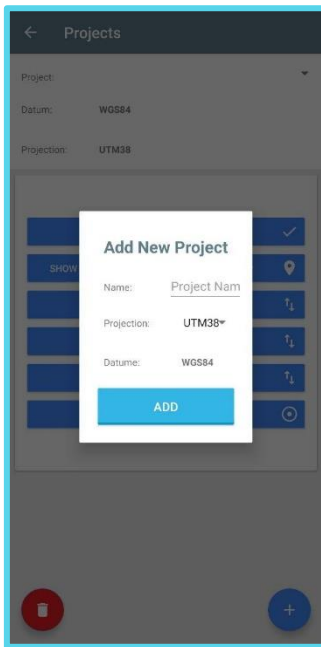 Projects
Project:
Datum: WGS84
Projection: UTM38
Add New Project
SHOW
Name: Project Nam
Projection: UTM38
Datume: WGS84
ADD